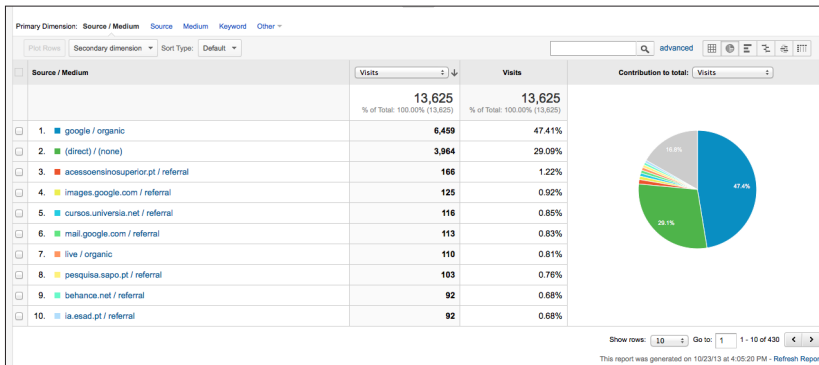 Primary Dimension: Source / Medium Source Medium Keyword Other
Plot Rows Secondary dimension Sort Type: Default advanced
Source / Medium Visits Visits Contribution to total: Visits
13,625 13,625
% of Total: 100.00% (13,625) % of Total: 100.00% (13,625)
1. google / organic 6,459 47.41%
2. (direct) / (none) 3,964 29.09%
3. acessoensinosuperior.pt / referral 166 1.22%
4. images.google.com / referral 125 0.92%
5. cursos.universia.net / referral 116 0.85%
6. mail.google.com / referral 113 0.83%
7. live / organic 110 0.81%
8. pesquisa.sapo.pt / referral 103 0.76%
9. behance.net / referral 92 0.68%
10. ia.esad.pt / referral 92 0.68%
47.4%
29.1%
Show rows: 10 Go to: 1 1 - 10 of 430
This report was generated on 10/23/13 at 4:05:20 PM - Refresh Repor